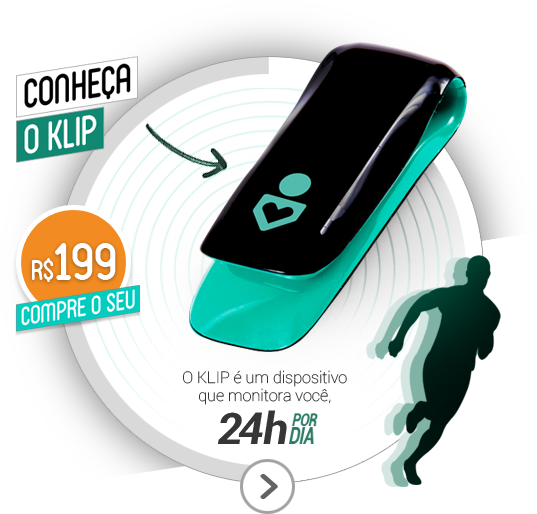 CONHEÇA
O KLIP
R$199
COMPRE O SEU
O KLIP é um dispositivo
que monitora você,
24h POR
DIA